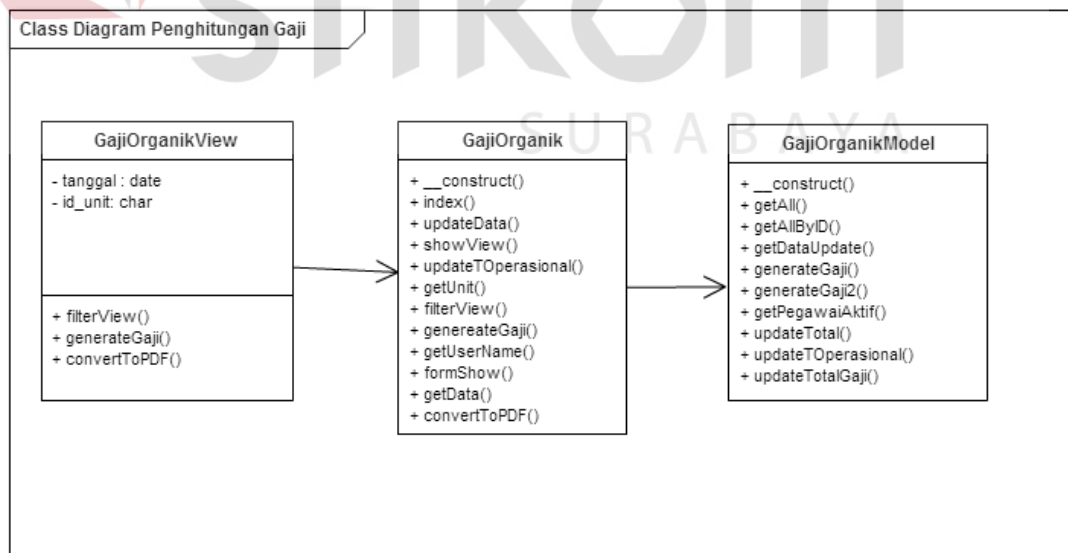 stikom
SURABAYA
Class Diagram Penghitungan Gaji
GajiOrganikView
- tanggal : date
- id_unit: char
+ filterView()
+ generateGaji()
+ convertToPDF()
GajiOrganik
+ __construct()
+ index()
+ updateData()
+ showView()
+ updateTOperasional()
+ getUnit()
+ filterView()
+ genereateGaji()
+ getUserName()
+ formShow()
+ getData()
+ convertToPDF()
GajiOrganikModel
+ __construct()
+ getAll()
+ getAllByID()
+ getDataUpdate()
+ generateGaji()
+ generateGaji2()
+ getPegawaiAktif()
+ updateTotal()
+ updateTOperasional()
+ updateTotalGaji()